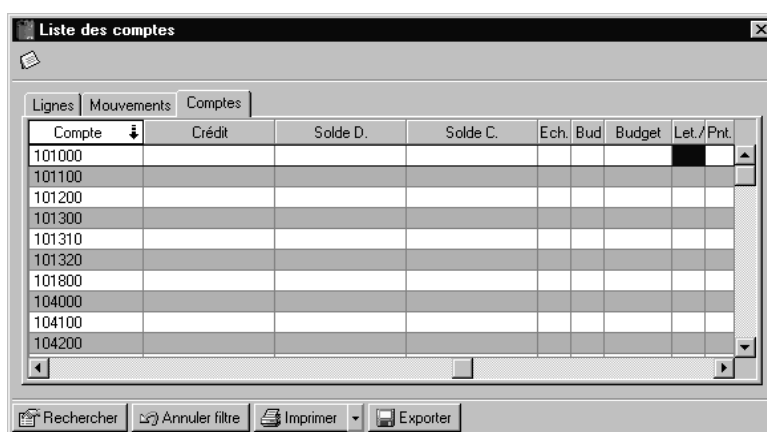 Liste des comptes
Lignes Mouvements Comptes
Compte Crédit Solde D. Solde C. Ech. Bud Budget Let./ Pnt.
101000
101100
101200
101300
101310
101320
101800
104000
104100
104200
Rechercher Annuler filtre Imprimer Exporter